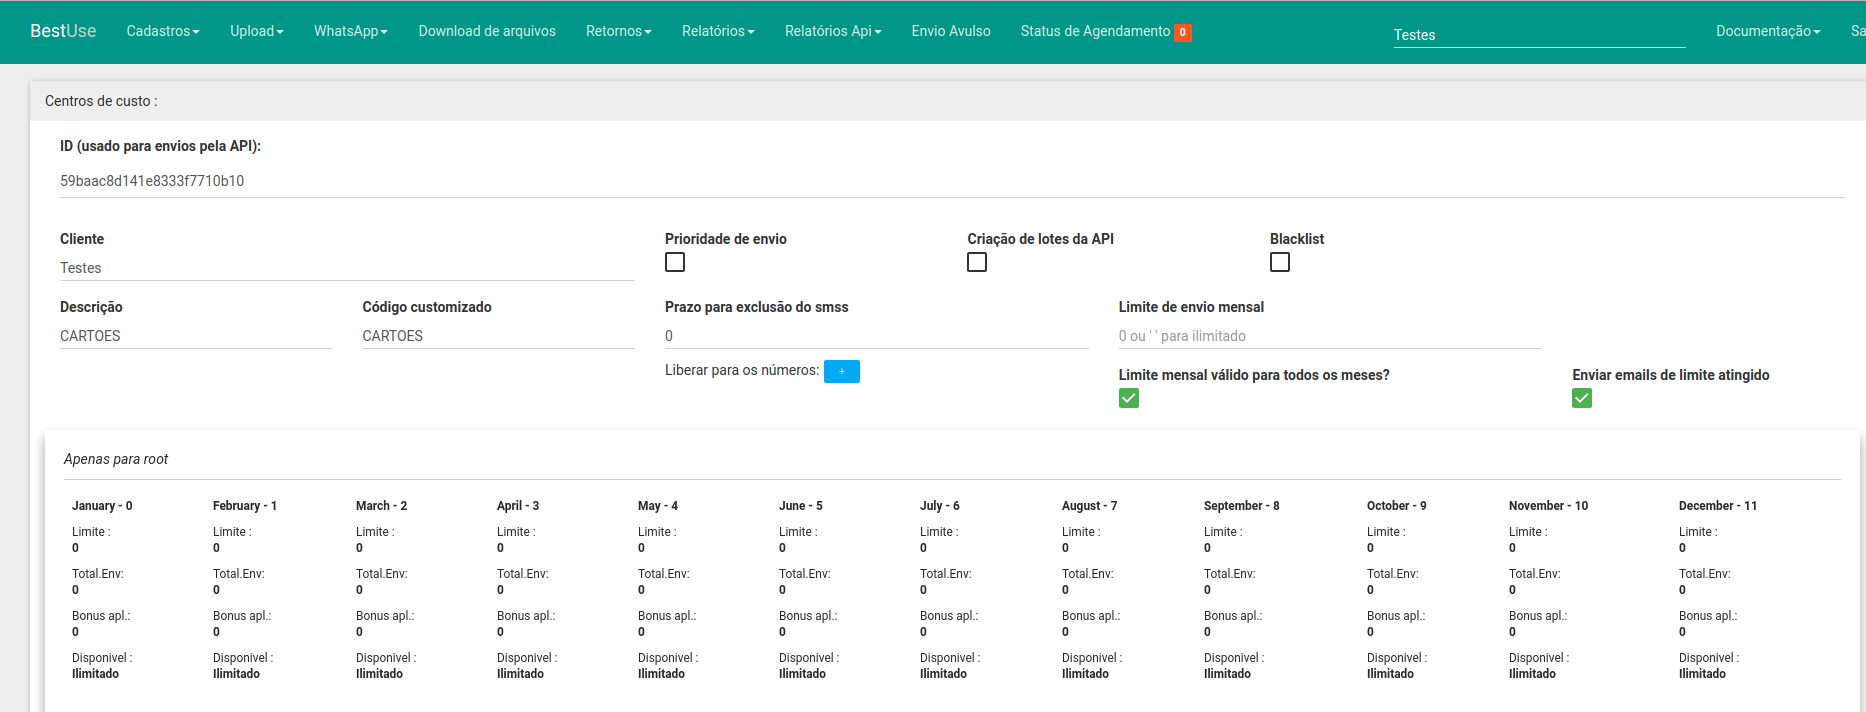 BestUse Cadastros Upload WhatsApp Download de arquivos Retornos Relatórios Relatórios Api Envio Avulso Status de Agendamento 0 Testes Documentação Sa
Centros de custo :
ID (usado para envios pela API):
59baac8d141e8333f7710b10
Cliente Prioridade de envio Criação de lotes da API Blacklist
Testes
Descrição Código customizado Prazo para exclusão do smss Limite de envio mensal
CARTOES CARTOES 0 0 ou ' ' para ilimitado
Liberar para os números: +
Limite mensal válido para todos os meses? Enviar emails de limite atingido
Apenas para root
January - 0 February - 1 March - 2 April - 3 May - 4 June - 5 July - 6 August - 7 September - 8 October - 9 November - 10 December - 11
Limite : Limite : Limite : Limite : Limite : Limite : Limite : Limite : Limite : Limite : Limite : Limite :
0 0 0 0 0 0 0 0 0 0 0 0
Total.Env: Total.Env: Total.Env: Total.Env: Total.Env: Total.Env: Total.Env: Total.Env: Total.Env: Total.Env: Total.Env: Total.Env:
0 0 0 0 0 0 0 0 0 0 0 0
Bonus apl.: Bonus apl.: Bonus apl.: Bonus apl.: Bonus apl.: Bonus apl.: Bonus apl.: Bonus apl.: Bonus apl.: Bonus apl.: Bonus apl.: Bonus apl.:
0 0 0 0 0 0 0 0 0 0 0 0
Disponivel : Disponivel : Disponivel : Disponivel : Disponivel : Disponivel : Disponivel : Disponivel : Disponivel : Disponivel : Disponivel : Disponivel :
Ilimitado Ilimitado Ilimitado Ilimitado Ilimitado Ilimitado Ilimitado Ilimitado Ilimitado Ilimitado Ilimitado Ilimitado